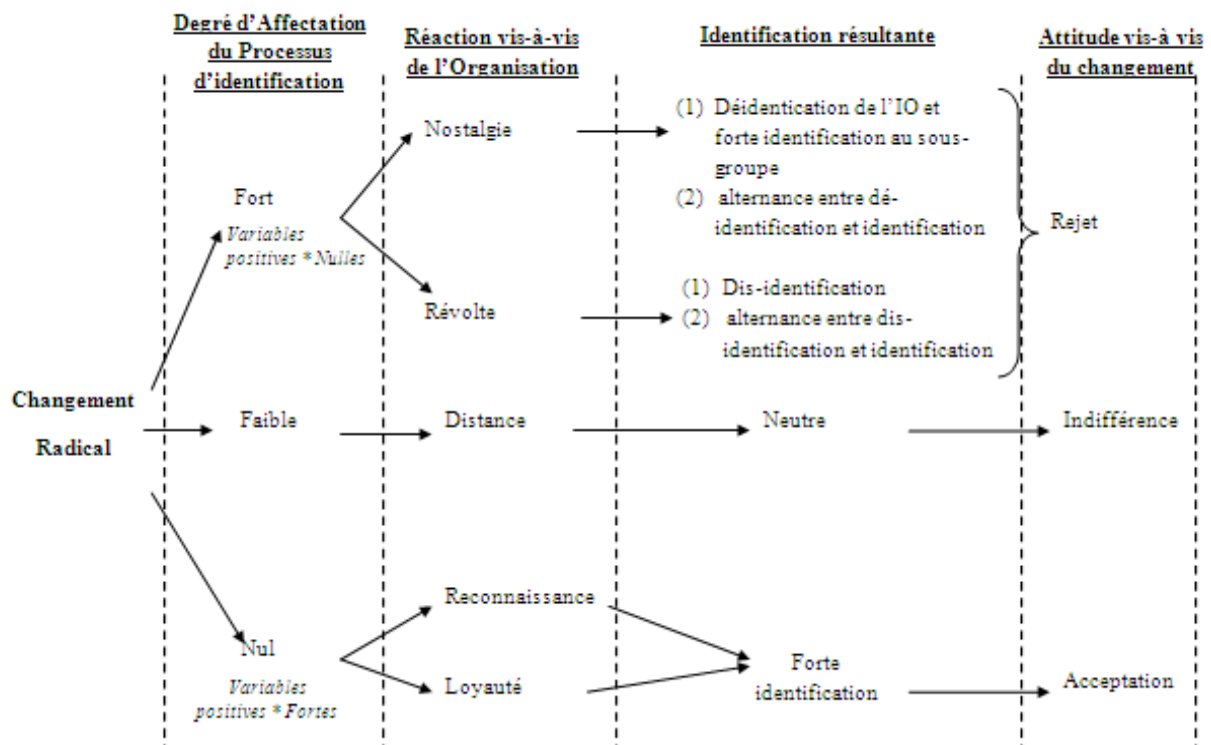 Degré d'Affectation
du Processus
d'identification
Réaction vis-à-vis
de l'Organisation
Identification résultante
Attitude vis-à vis
du changement
Changement
Radical
Fort
Variables
positives * Nulles
Nostalgie
(1) Déidentication de l'IO et
forte identification au sous-
groupe
(2) alternance entre dé-
identification et identification
Révolte
(1) Dis-identification
(2) alternance entre dis-
identification et identification
Rejet
Faible
Distance
Neutre
Indifférence
Nul
Variables
positives * Fortes
Reconnaissance
Loyauté
Forte
identification
Acceptation